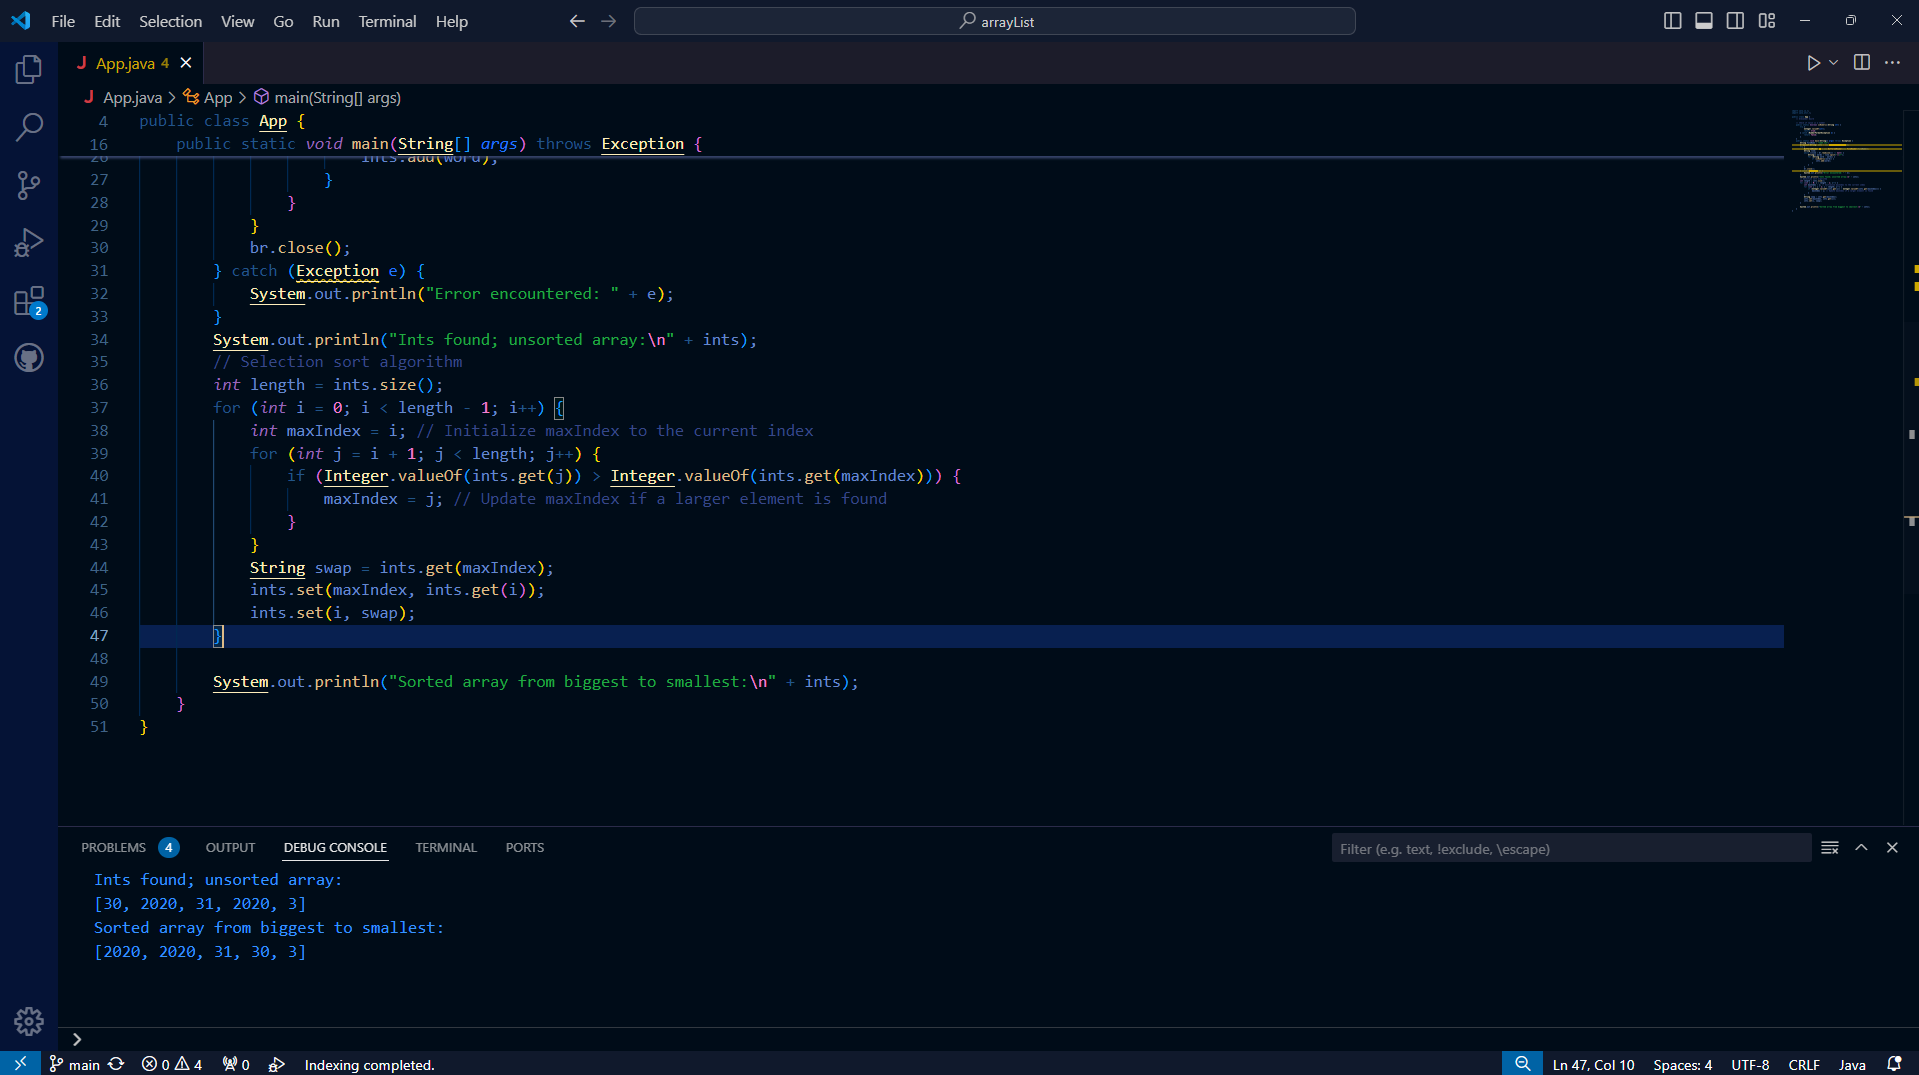 File Edit Selection View Go Run Terminal Help arrayList
J App.java 4
J App.java > App > main(String[] args)
4 public class App {
16 public static void main(String[] args) throws Exception {
26 ints.add(word);
27 }
28 }
29 }
30 br.close();
31 } catch (Exception e) {
32 System.out.println("Error encountered: " + e);
33 }
34 System.out.println("Ints found; unsorted array:\n" + ints);
35 // Selection sort algorithm
36 int length = ints.size();
37 for (int i = 0; i < length - 1; i++) {
38 int maxIndex = i; // Initialize maxIndex to the current index
39 for (int j = i + 1; j < length; j++) {
40 if (Integer.valueOf(ints.get(j)) > Integer.valueOf(ints.get(maxIndex))) {
41 maxIndex = j; // Update maxIndex if a larger element is found
42 }
43 }
44 String swap = ints.get(maxIndex);
45 ints.set(maxIndex, ints.get(i));
46 ints.set(i, swap);
47 }
48
49 System.out.println("Sorted array from biggest to smallest:\n" + ints);
50 }
51 }
2
PROBLEMS 4 OUTPUT DEBUG CONSOLE TERMINAL PORTS Filter (e.g. text, !exclude, \escape)
Ints found; unsorted array:
[30, 2020, 31, 2020, 3]
Sorted array from biggest to smallest:
[2020, 2020, 31, 30, 3]
main 0 4 0 Indexing completed. Ln 47, Col 10 Spaces: 4 UTF-8 CRLF Java